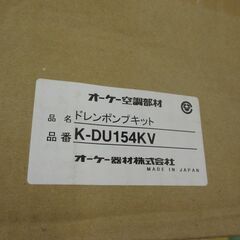 オーケー空調部材
品名 ドレンポンプキット
品番 K-DU154KV
オーケー器材株式会社
MADE IN JAPAN